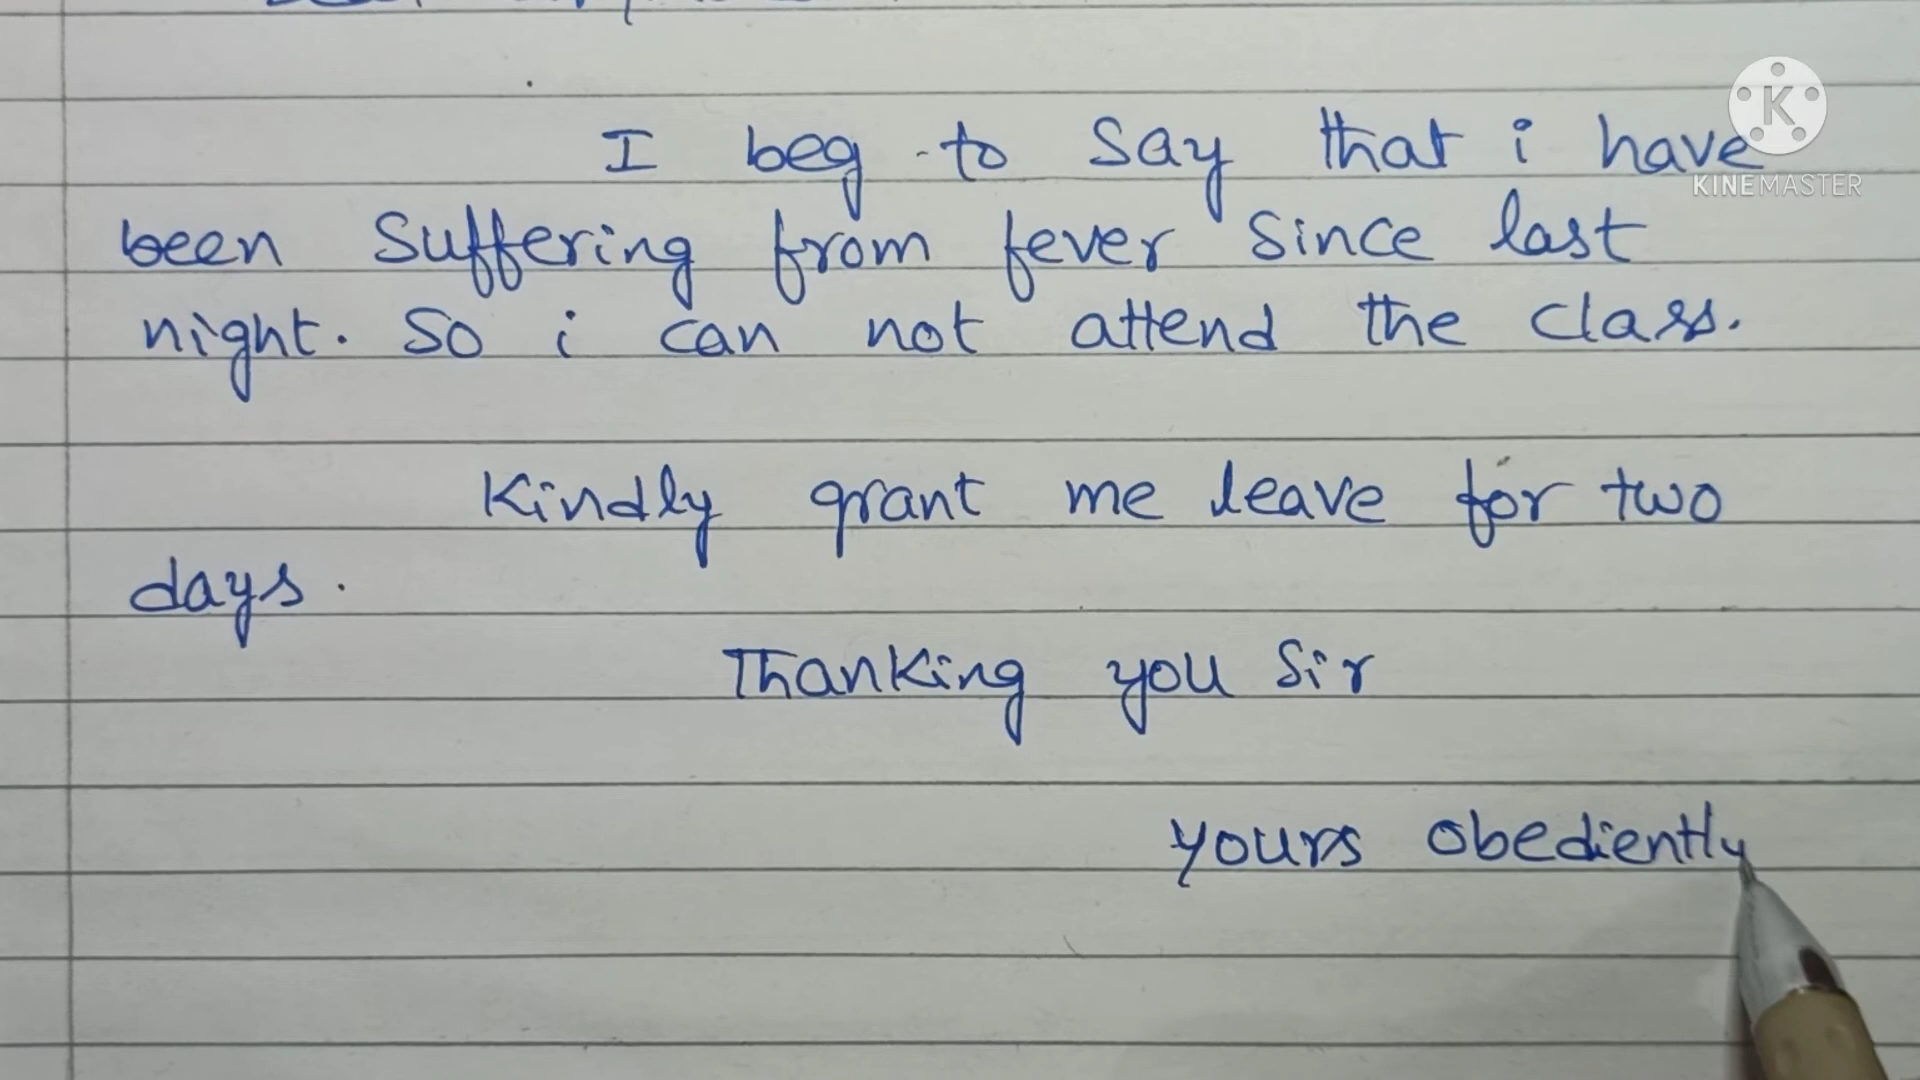 I beg to say that i have
been suffering from fever since last
night. So i can not attend the class.
Kindly grant me leave for two
days.
Thanking you Sir
yours obediently
K
KINEMASTER